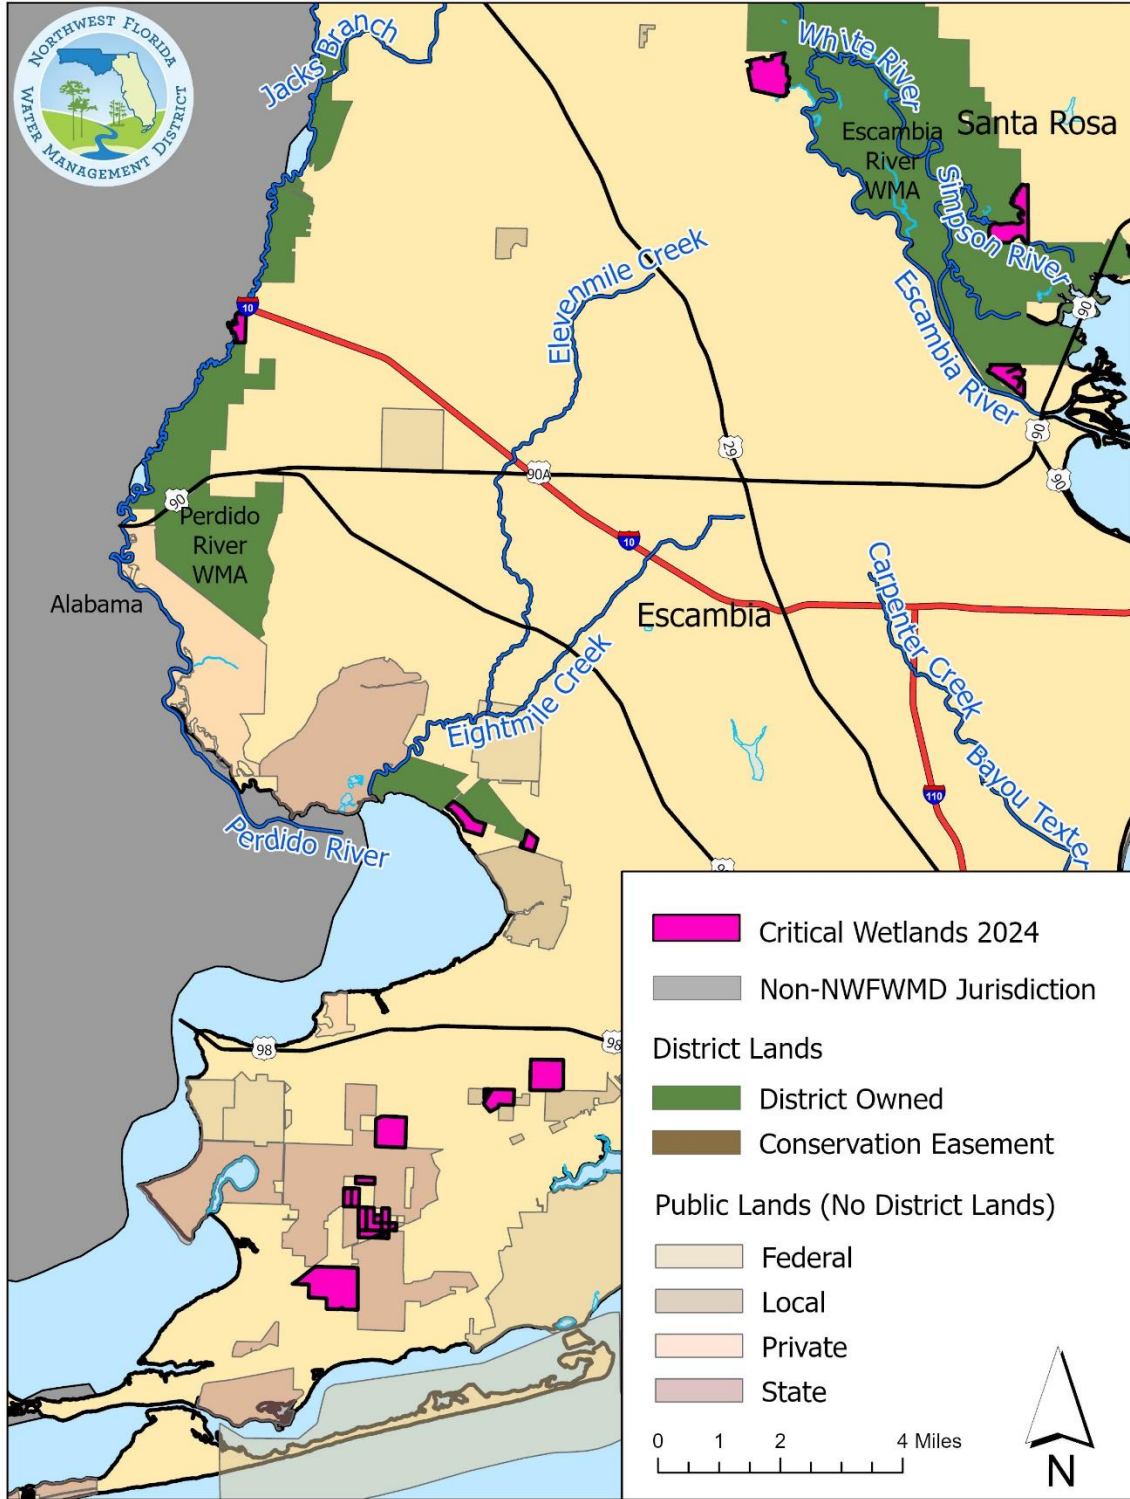 NORTHWEST FLORIDA
WATER MANAGEMENT DISTRICT
Jacks Branch
White River
Santa Rosa
Escambia
River
WMA
Simpson River
Elevenmile Creek
10
90
Escambia River
29
90
90A
90
90
Perdido
River
WMA
10
Alabama
Escambia
Carpenter Creek
Eightmile Creek
Bayou Texter
110
Perdido River
98
98
Critical Wetlands 2024
Non-NWFWMD Jurisdiction
District Lands
District Owned
Conservation Easement
Public Lands (No District Lands)
Federal
Local
Private
State
0 1 2 4 Miles
N